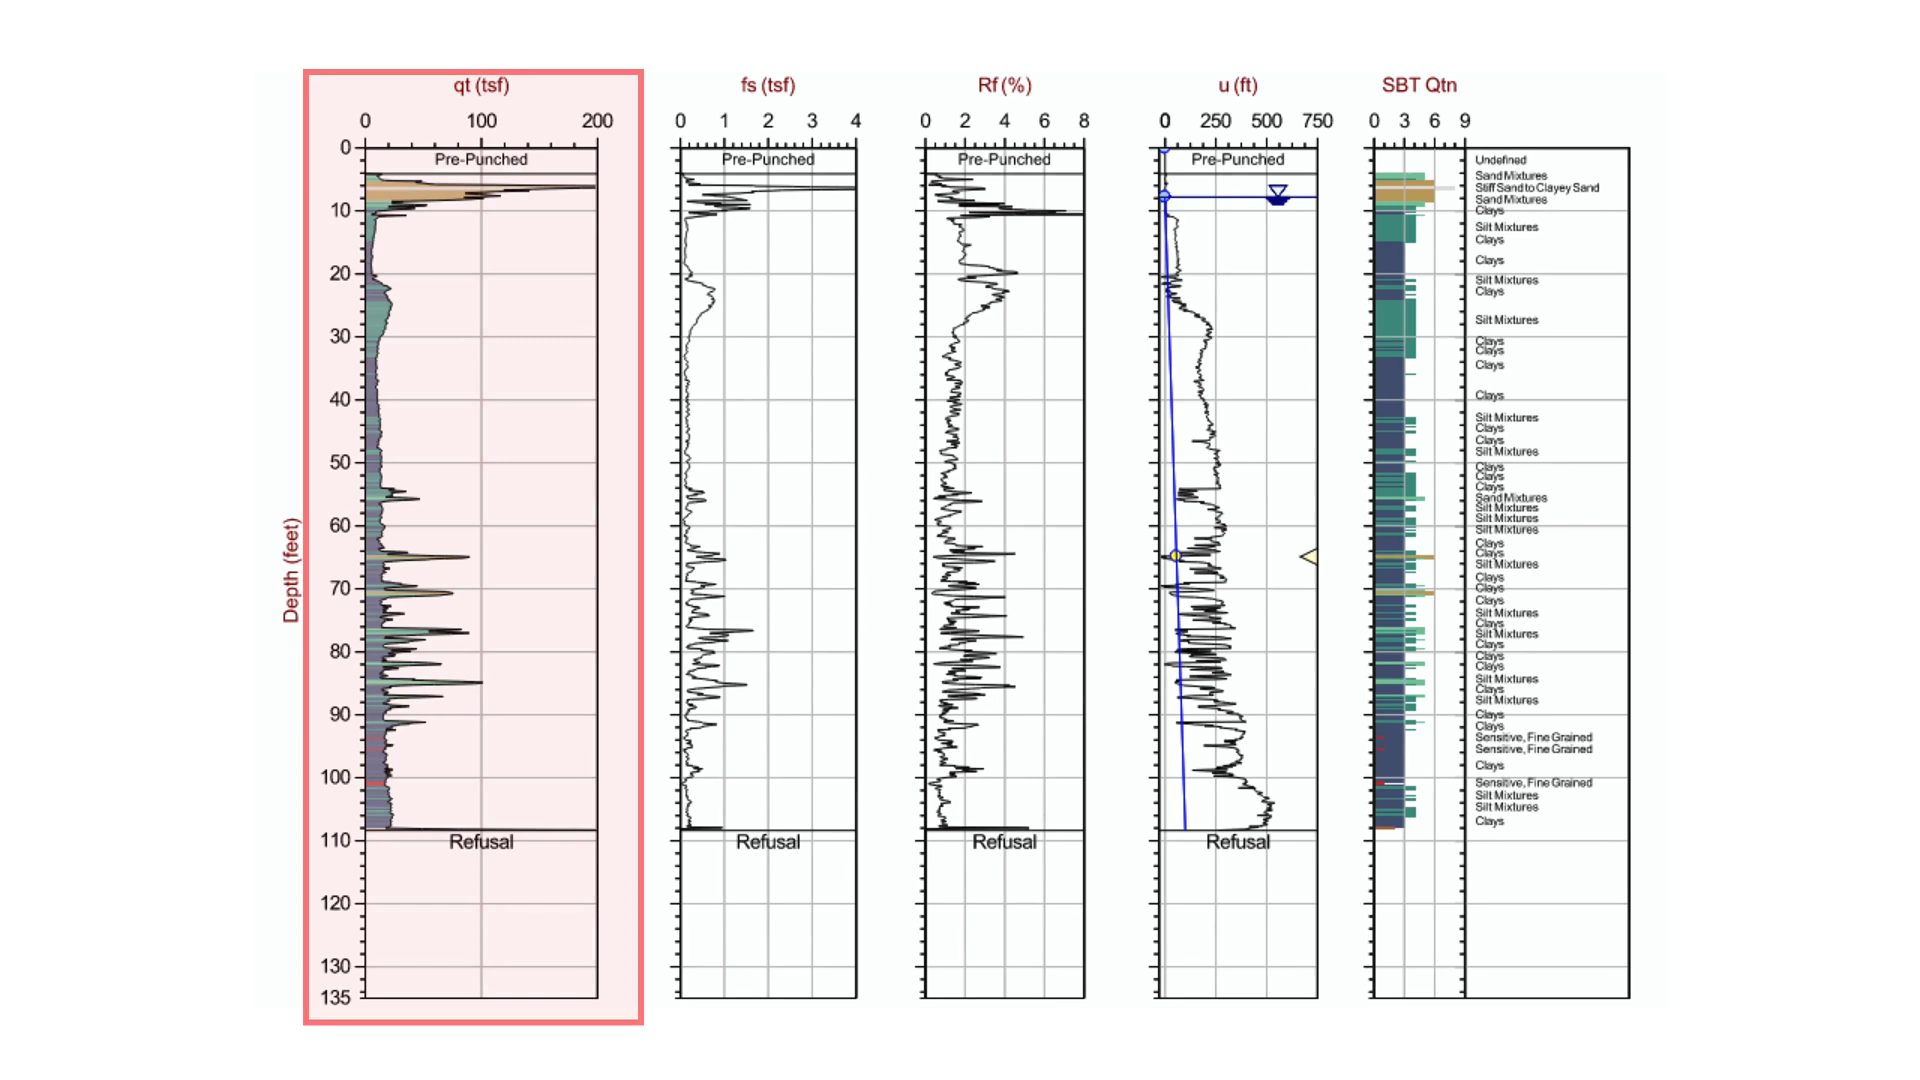 qt (tsf) fs (tsf) Rf (%) u (ft) SBT Qtn
0 100 200 0 1 2 3 4 0 2 4 6 8 0 250 500 750 0 3 6 9
0
Pre-Punched Pre-Punched Pre-Punched Pre-Punched Undefined
Sand Mixtures
Stiff Sand to Clayey Sand
Sand Mixtures
10 Clays
Silt Mixtures
Clays
Clays
20
Silt Mixtures
Clays
Silt Mixtures
30
Clays
Clays
Clays
40 Clays
Silt Mixtures
Clays
Clays
Silt Mixtures
50
Clays
Clays
Clays
Sand Mixtures
Silt Mixtures
60 Silt Mixtures
Silt Mixtures
Clays
Clays
Silt Mixtures
Clays
70 Clays
Clays
Silt Mixtures
Clays
Silt Mixtures
Clays
80 Clays
Clays
Silt Mixtures
Clays
Silt Mixtures
90 Clays
Clays
Sensitive, Fine Grained
Sensitive, Fine Grained
Clays
100 Sensitive, Fine Grained
Silt Mixtures
Silt Mixtures
Clays
110 Refusal Refusal Refusal Refusal
120
130
135
Depth (feet)